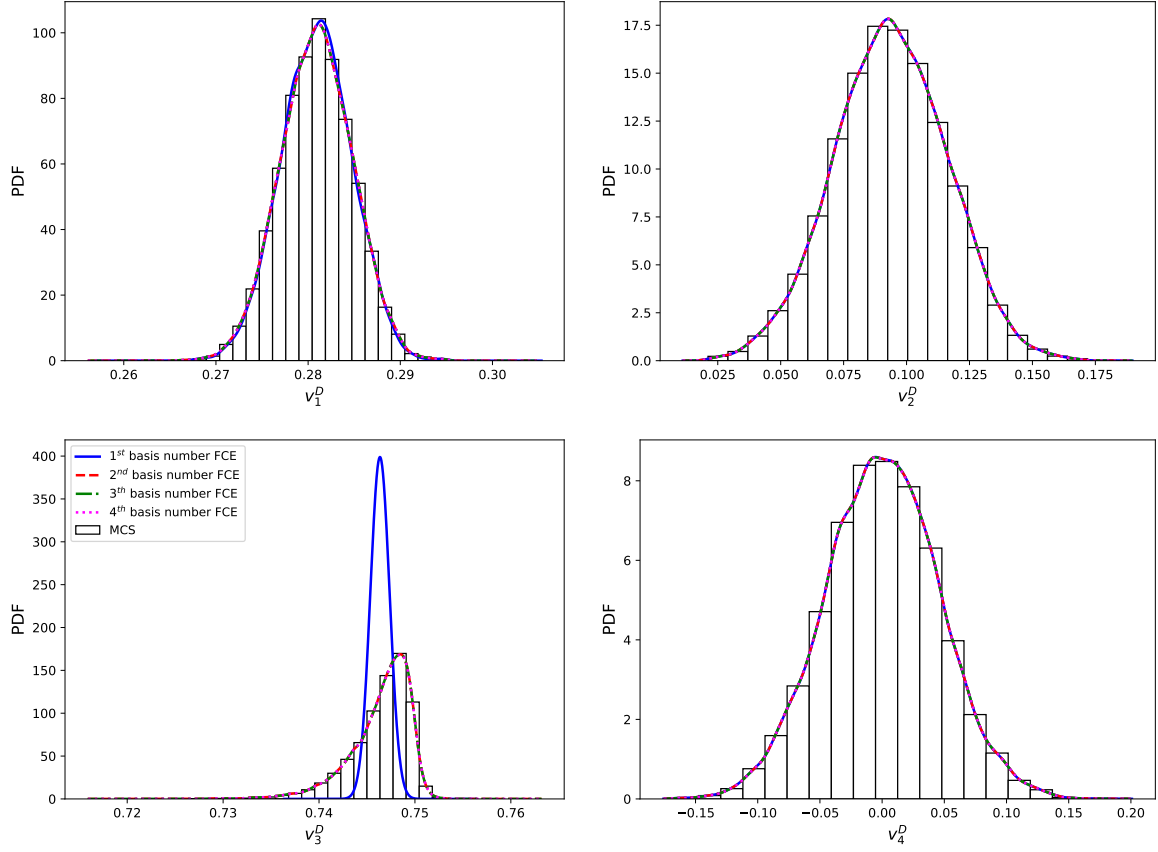 PDF
100
80
60
40
20
0
0.26 0.27 0.28 0.29 0.30
v₁ᴰ
PDF
17.5
15.0
12.5
10.0
7.5
5.0
2.5
0.0
0.025 0.050 0.075 0.100 0.125 0.150 0.175
v₂ᴰ
PDF
400
350
300
250
200
150
100
50
0
1ˢᵗ basis number FCE
2ⁿᵈ basis number FCE
3ᵗʰ basis number FCE
4ᵗʰ basis number FCE
MCS
0.72 0.73 0.74 0.75 0.76
v₃ᴰ
PDF
8
6
4
2
0
−0.15 −0.10 −0.05 0.00 0.05 0.10 0.15 0.20
v₄ᴰ